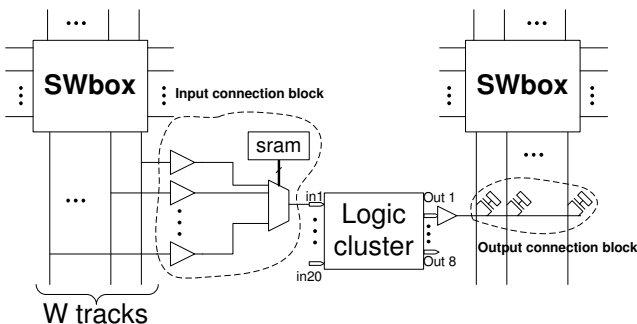 SWbox
SWbox
Input connection block
sram
in1
Out 1
Logic
cluster
Output connection block
in20
Out 8
W tracks